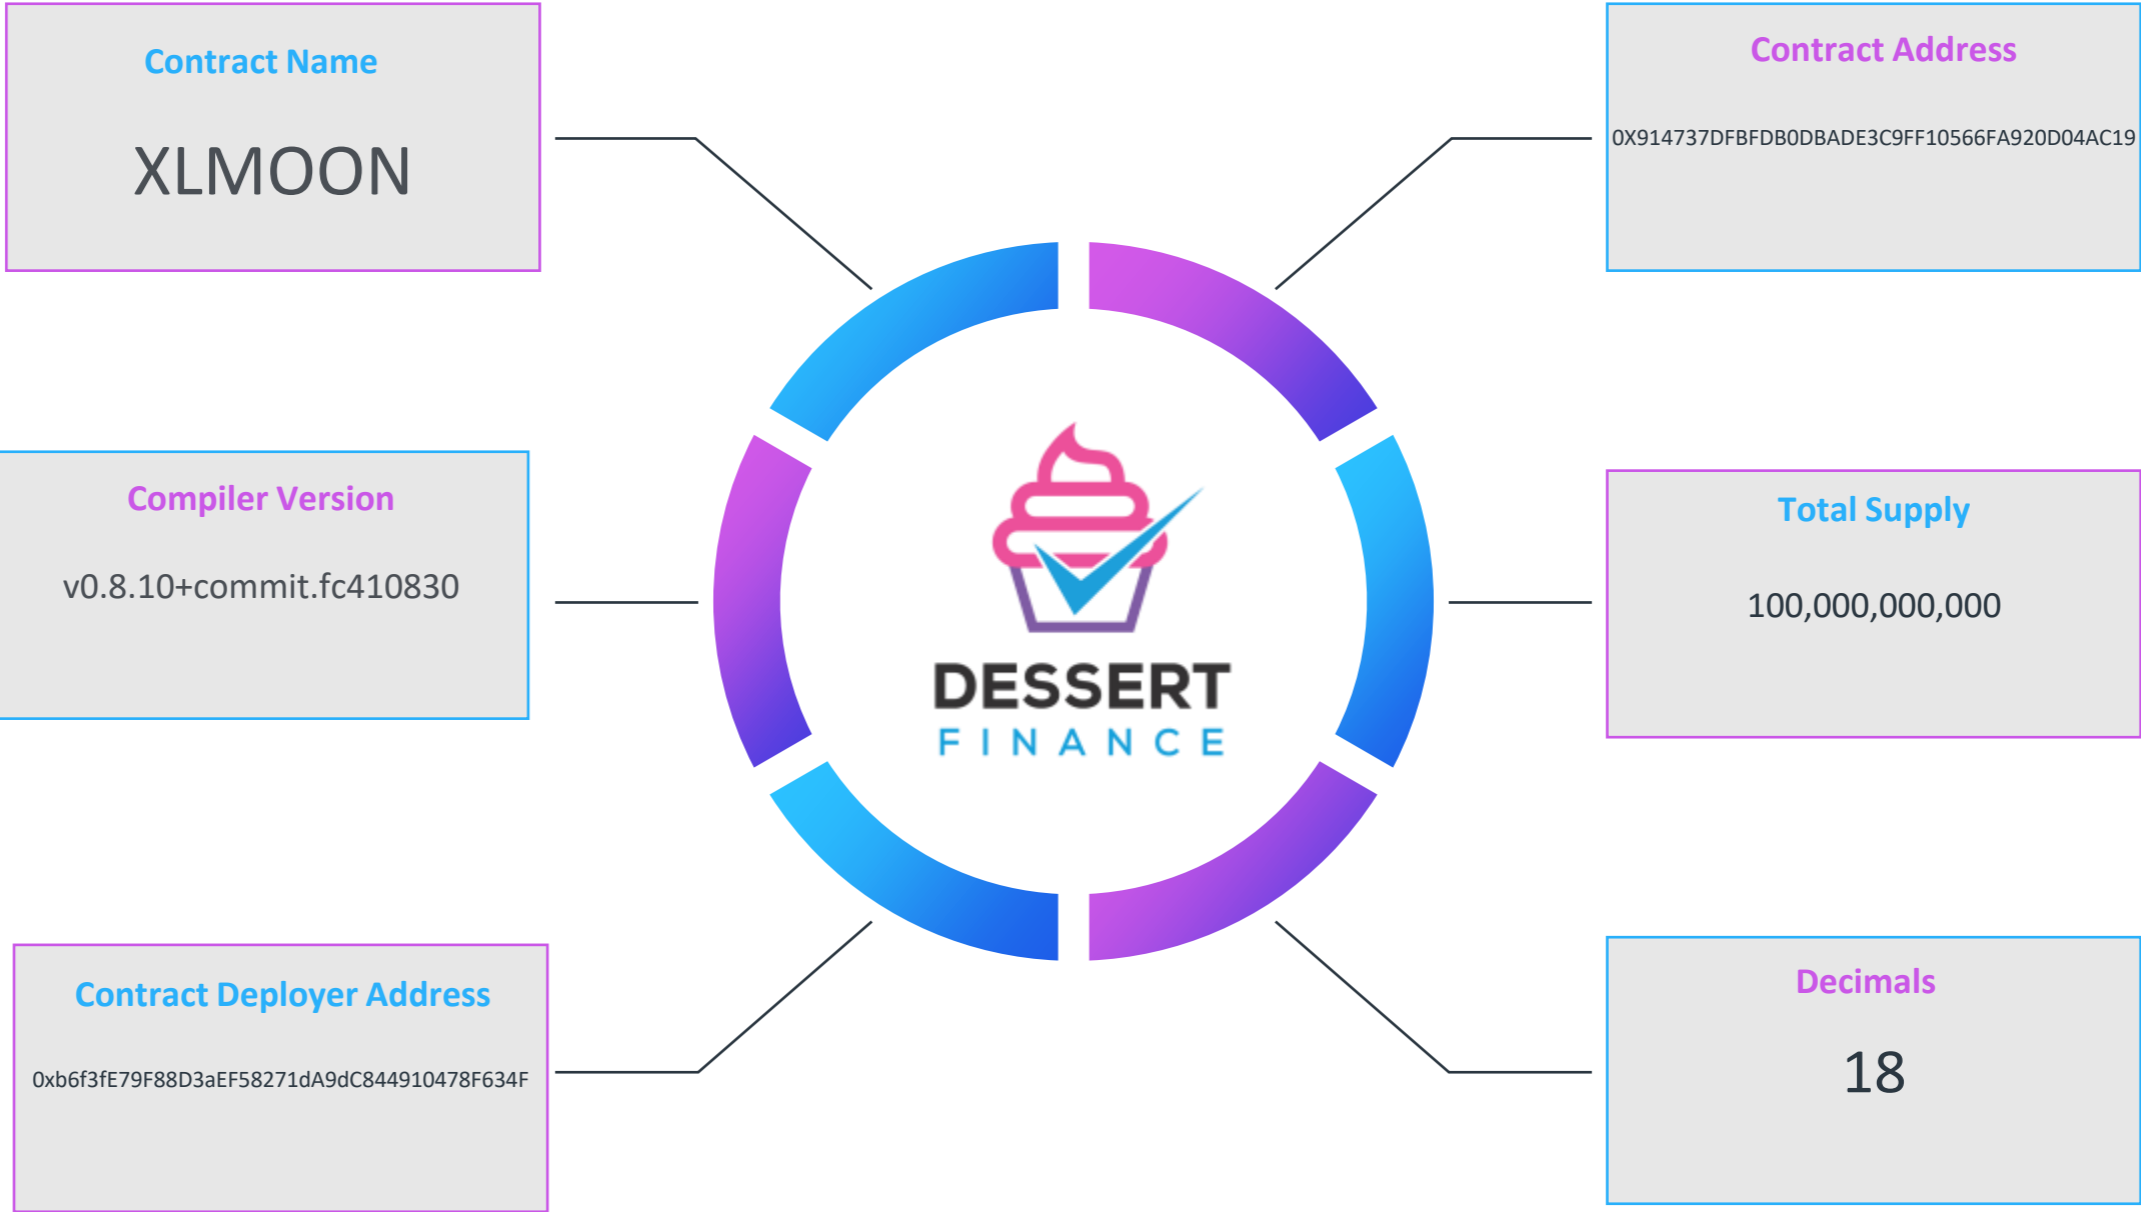 Contract Name
XLMOON
Contract Address
0X914737DFBFDB0DBADE3C9FF10566FA920D04AC19
Compiler Version
v0.8.10+commit.fc410830
DESSERT
FINANCE
Total Supply
100,000,000,000
Contract Deployer Address
0xb6f3fE79F88D3aEF58271dA9dC844910478F634F
Decimals
18